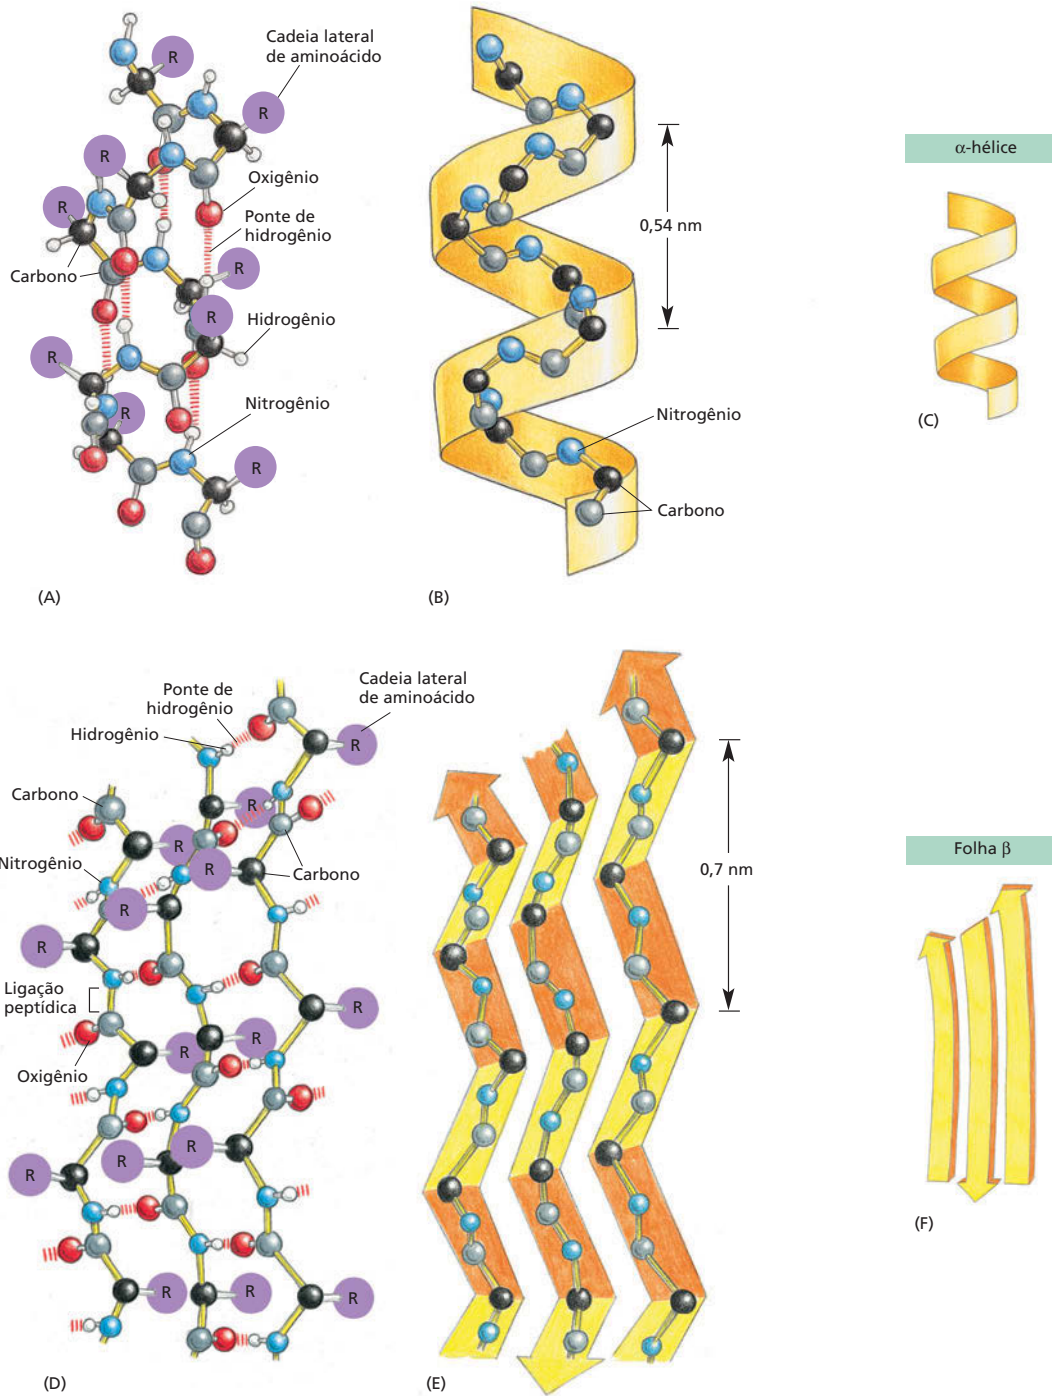 Cadeia lateral
de aminoácido
R
R
R
R
Oxigênio
Ponte de
hidrogênio
Carbono
R
R
Hidrogênio
R
R
Nitrogênio
R
(A)
0,54 nm
Nitrogênio
Carbono
(B)
α-hélice
(C)
Ponte de
hidrogênio
Cadeia lateral
de aminoácido
Hidrogênio
R
Carbono
R
R
Nitrogênio
R
Carbono
R
R
Ligação
peptídica
R
R
R
Oxigênio
R
R
R
R
R
R
(D)
0,7 nm
(E)
Folha β
(F)